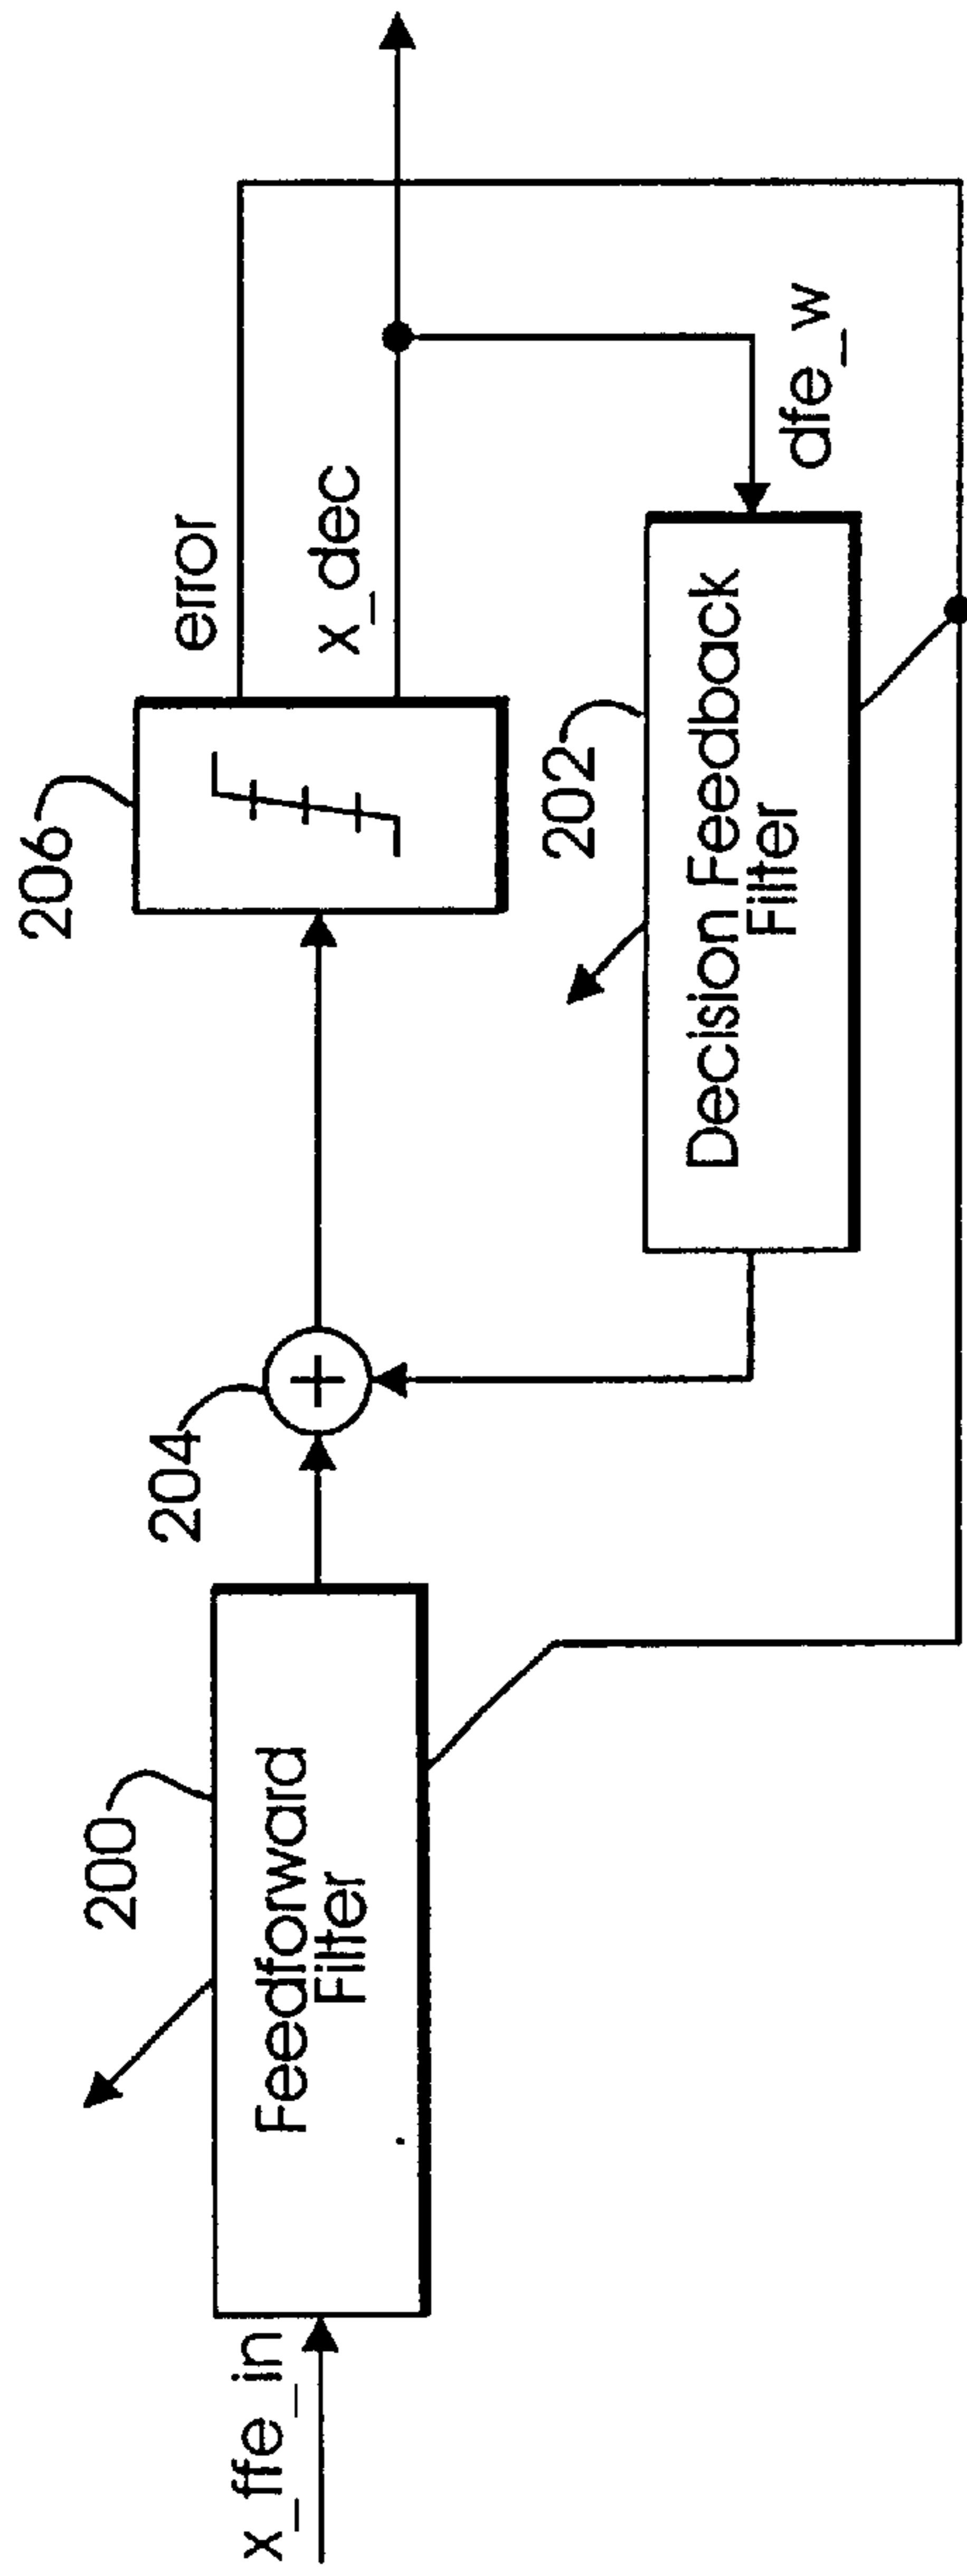 206
error
x_dec
204
200
202
x_ffe_in
Feedforward
Filter
Decision Feedback
Filter
dfe_w